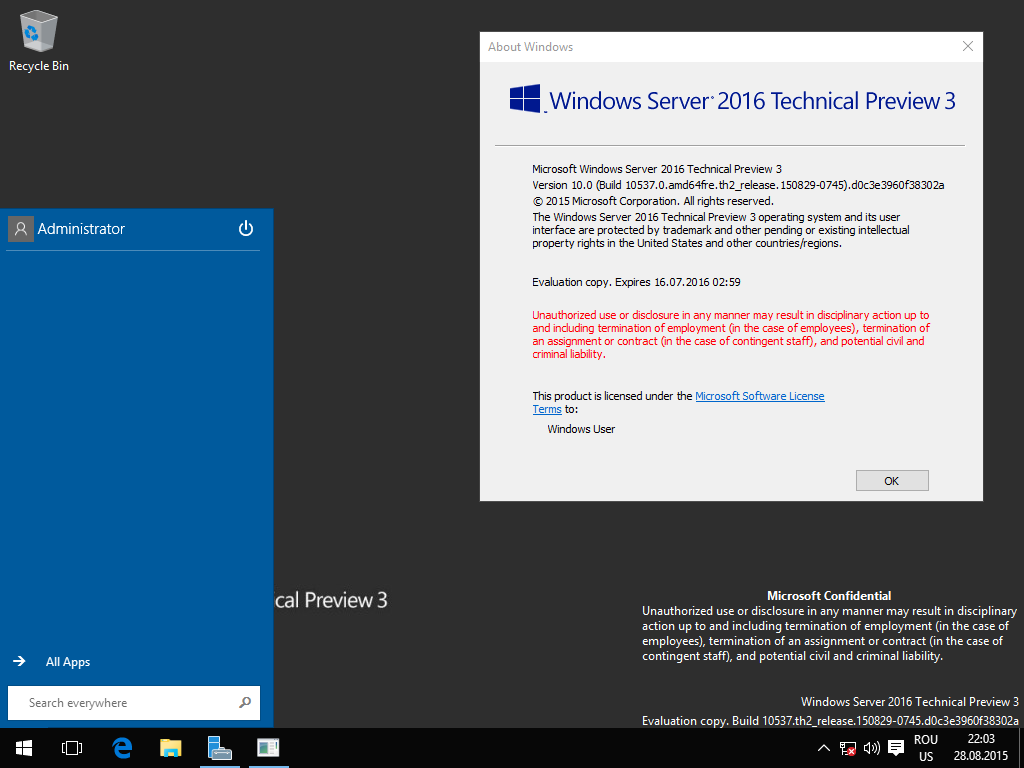 Recycle Bin
About Windows
Windows Server® 2016 Technical Preview 3
Microsoft Windows Server 2016 Technical Preview 3
Version 10.0 (Build 10537.0.amd64fre.th2_release.150829-0745).d0c3e3960f38302a
© 2015 Microsoft Corporation. All rights reserved.
The Windows Server 2016 Technical Preview 3 operating system and its user
interface are protected by trademark and other pending or existing intellectual
property rights in the United States and other countries/regions.
Evaluation copy. Expires 16.07.2016 02:59
Unauthorized use or disclosure in any manner may result in disciplinary action up to
and including termination of employment (in the case of employees), termination of
an assignment or contract (in the case of contingent staff), and potential civil and
criminal liability.
This product is licensed under the Microsoft Software License
Terms to:
Windows User
OK
Administrator
All Apps
Search everywhere
ical Preview 3
Microsoft Confidential
Unauthorized use or disclosure in any manner may result in disciplinary
action up to and including termination of employment (in the case of
employees), termination of an assignment or contract (in the case of
contingent staff), and potential civil and criminal liability.
Windows Server 2016 Technical Preview 3
Evaluation copy. Build 10537.th2_release.150829-0745.d0c3e3960f38302a
ROU
US
22:03
28.08.2015